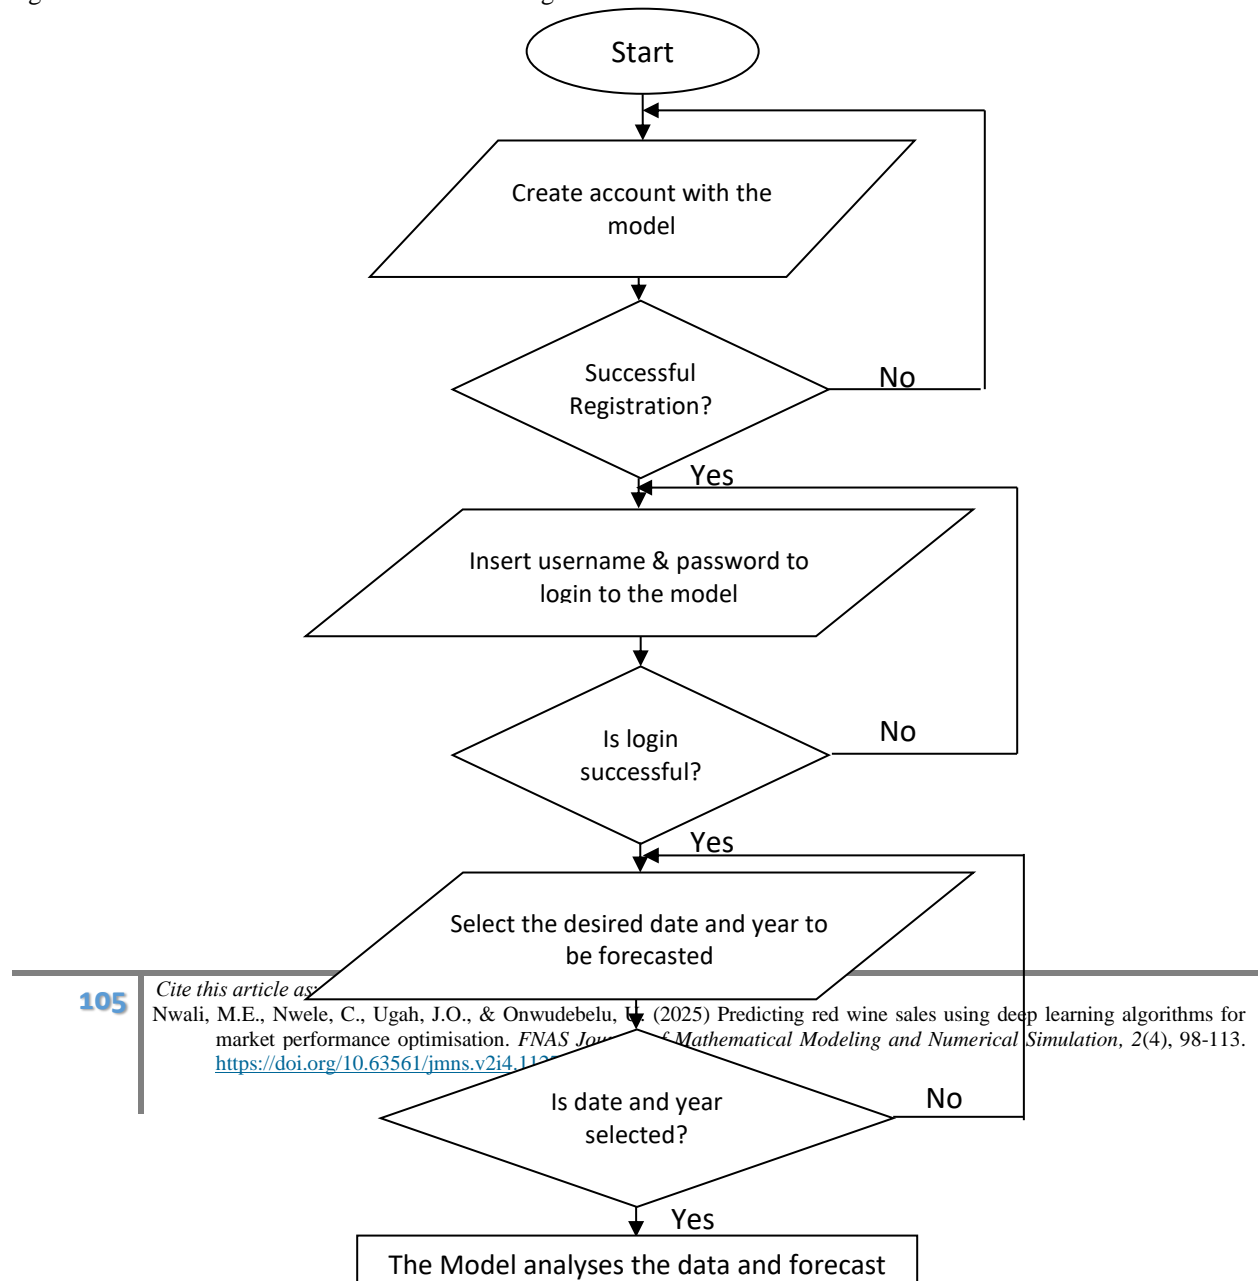 Start
Create account with the
model
Successful
Registration?
No
Yes
Insert username & password to
login to the model
Is login
successful?
No
Yes
Select the desired date and year to
be forecasted
105
Cite this article as:
Nwali, M.E., Nwele, C., Ugah, J.O., & Onwudebelu, U. (2025) Predicting red wine sales using deep learning algorithms for
market performance optimisation. FNAS Jou of Mathematical Modeling and Numerical Simulation, 2(4), 98-113.
https://doi.org/10.63561/jmns.v2i4.11
Is date and year
selected?
No
Yes
The Model analyses the data and forecast